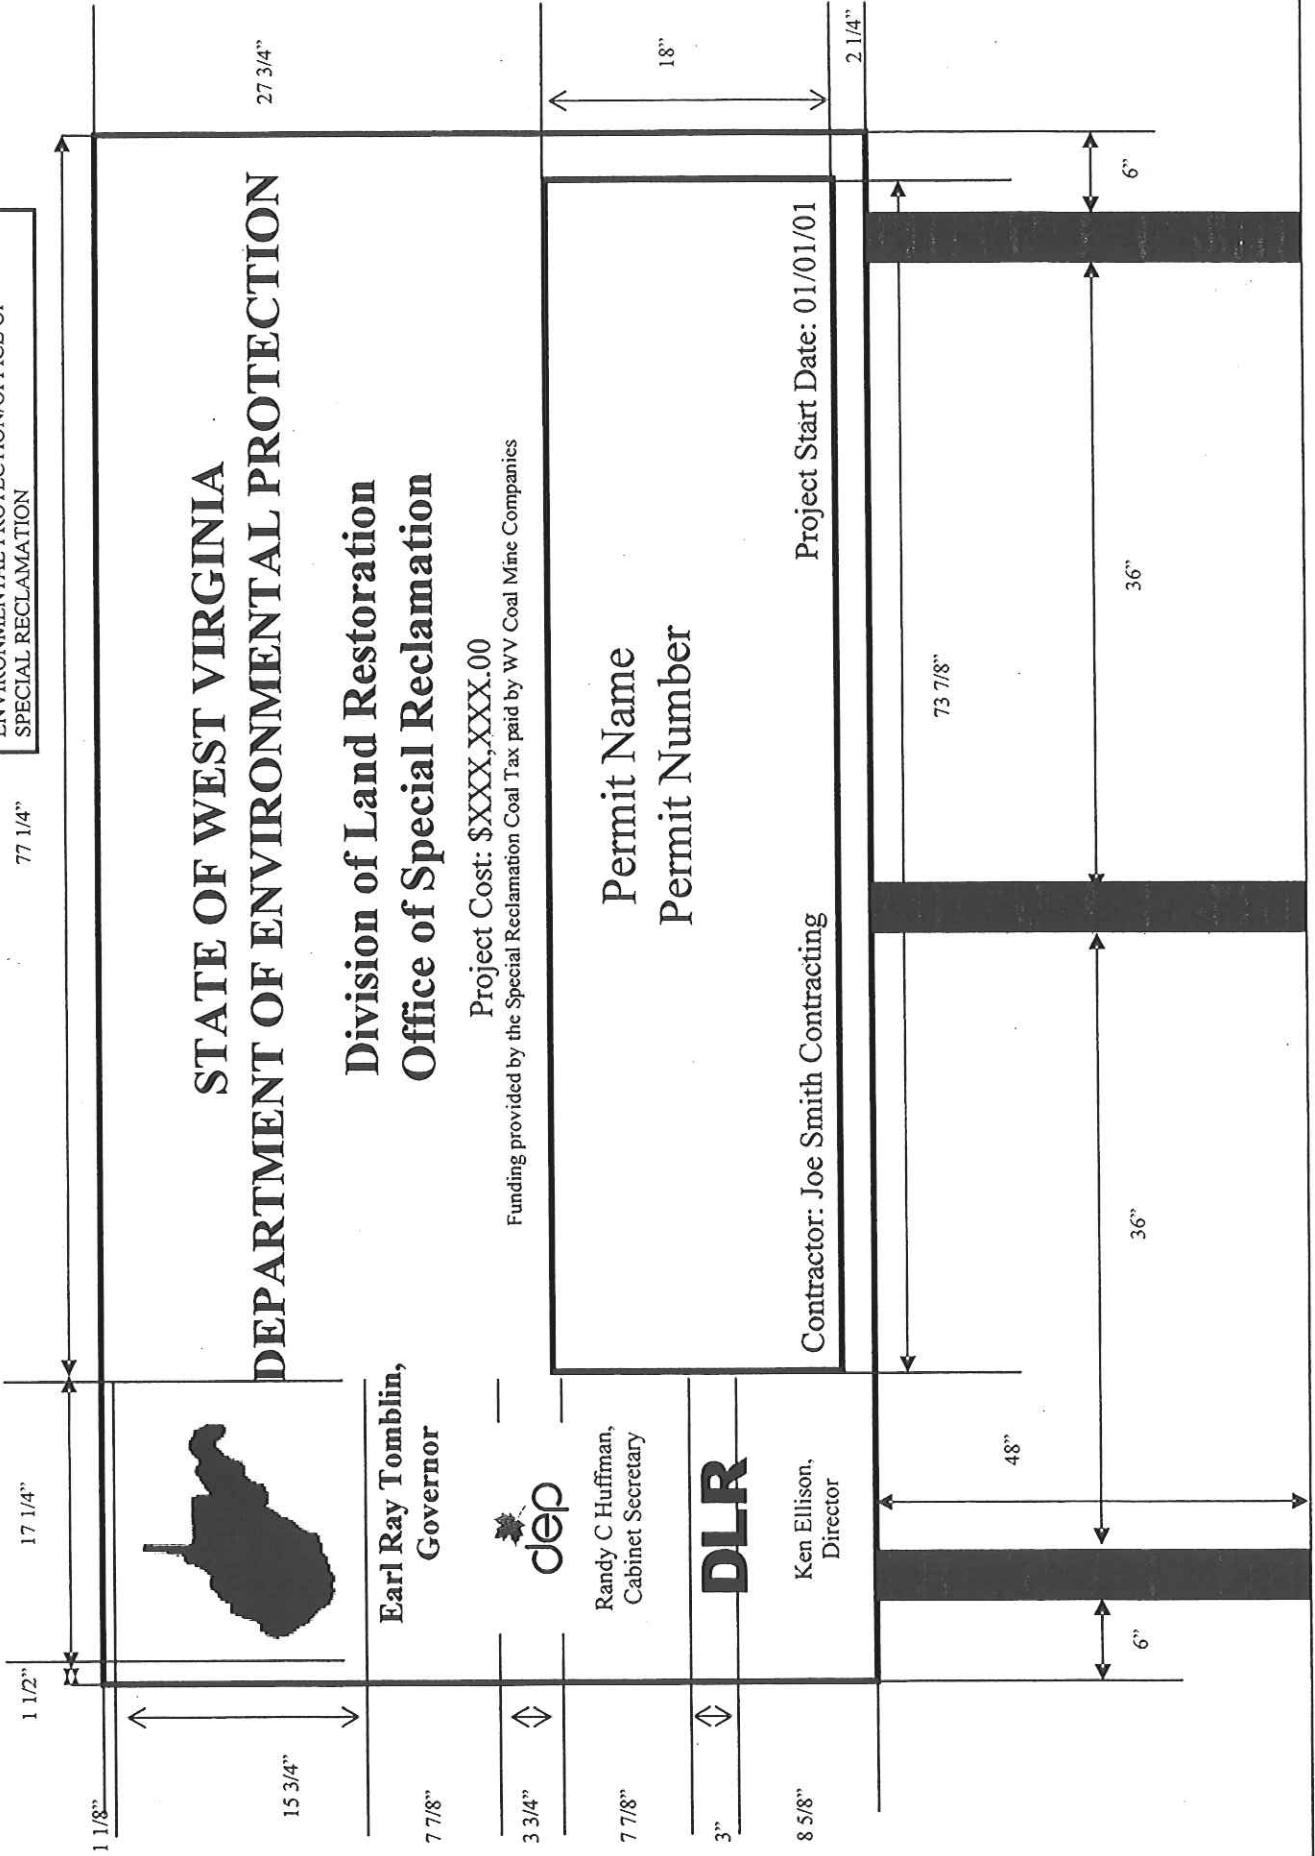 ENVIRONMENTAL PROTECTION/OFFICE OF
SPECIAL RECLAMATION
1 1/2”
17 1/4”
77 1/4”
STATE OF WEST VIRGINIA
DEPARTMENT OF ENVIRONMENTAL PROTECTION
Division of Land Restoration
Office of Special Reclamation
Project Cost: $XXX,XXX.00
Funding provided by the Special Reclamation Coal Tax paid by WV Coal Mine Companies
Permit Name
Permit Number
Contractor: Joe Smith Contracting
Project Start Date: 01/01/01
Earl Ray Tomblin,
Governor
dep
Randy C Huffman,
Cabinet Secretary
DLR
Ken Ellison,
Director
1 1/8”
15 3/4”
7 7/8”
3 3/4”
7 7/8”
3”
8 5/8”
27 3/4”
18”
2 1/4”
73 7/8”
48”
6”
36”
36”
6”